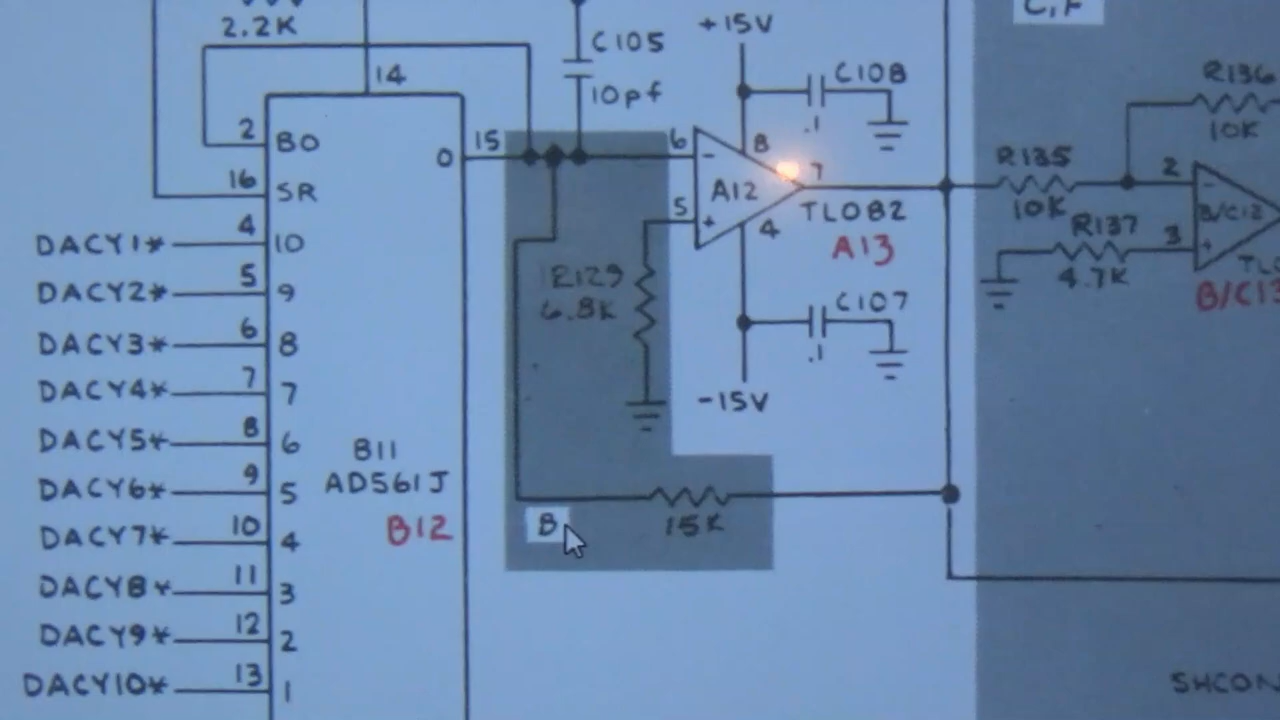 2.2K
C105
10pf
+15V
C108
.1
C,F
R136
10K
14
2
BO
15
O
6
-
8
7
A12
5
+
4
TL082
A13
16
SR
DACY1*
4
10
DACY2*
5
9
DACY3*
6
8
DACY4*
7
7
DACY5*
8
6
DACY6*
9
5
DACY7*
10
4
DACY8*
11
3
DACY9*
12
2
DACY10*
13
1
B11
AD561J
B12
R129
6.8K
C107
.1
-15V
B
15K
R135
10K
2
-
B/C12
R137
4.7K
3
+
SHCON